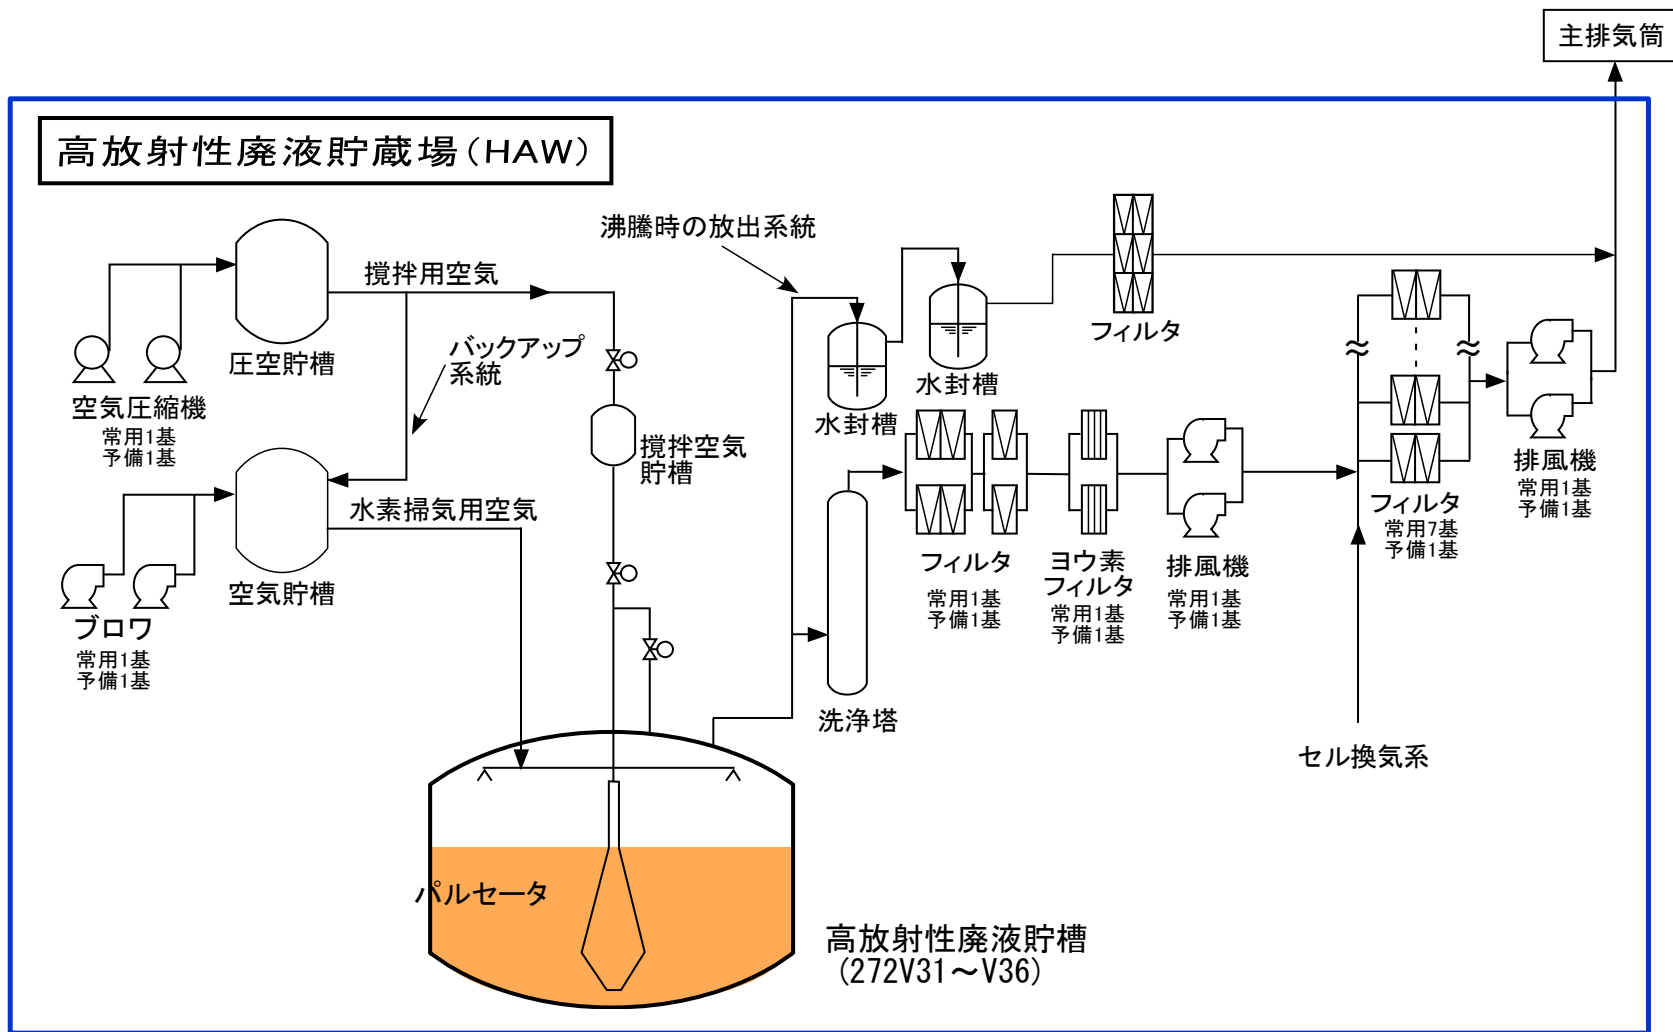 主排気筒
高放射性廃液貯蔵場(HAW)
沸騰時の放出系統
攪拌用空気
圧空貯槽
バックアップ
系統
空気圧縮機
常用1基
予備1基
攪拌空気
貯槽
水素掃気用空気
空気貯槽
ブロワ
常用1基
予備1基
水封槽
水封槽
フィルタ
フィルタ
常用1基
予備1基
ヨウ素
フィルタ
常用1基
予備1基
排風機
常用1基
予備1基
フィルタ
常用7基
予備1基
排風機
常用1基
予備1基
洗浄塔
セル換気系
パルセータ
高放射性廃液貯槽
(272V31~V36)